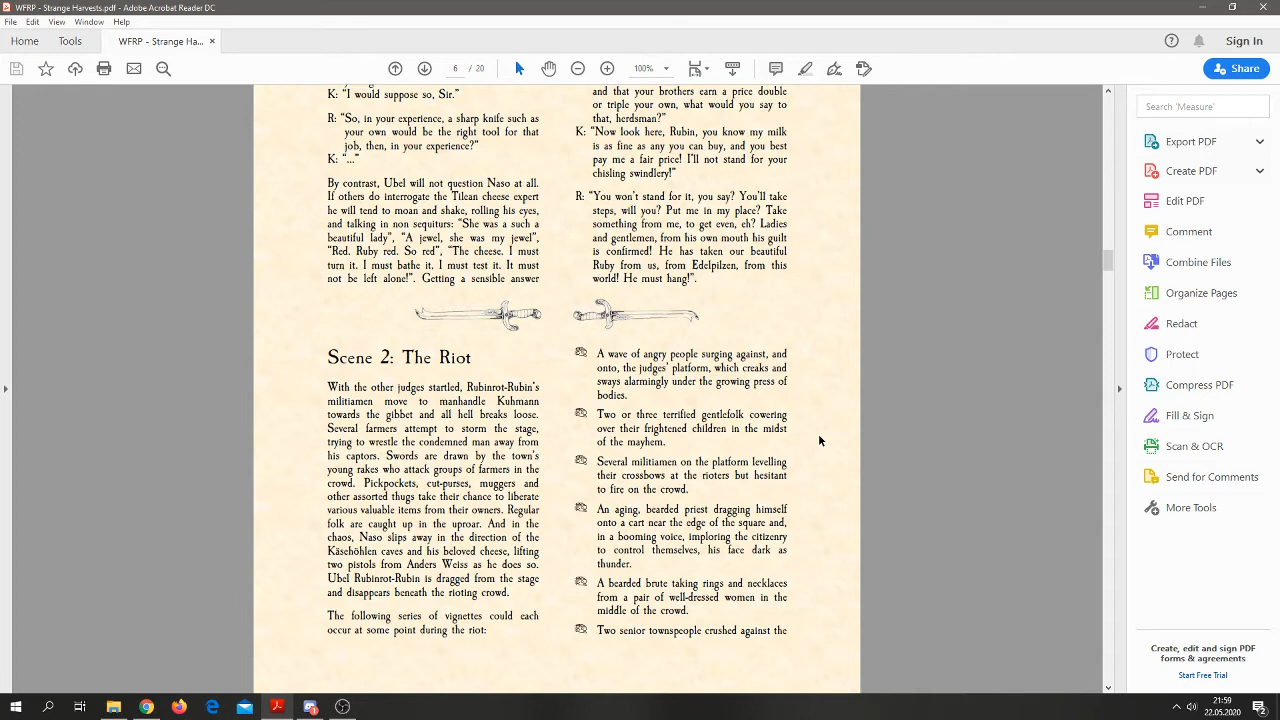 WFRP - Strange Harvests.pdf - Adobe Acrobat Reader DC
File Edit View Window Help
Home Tools WFRP - Strange Ha... ×
Sign In
6 / 20
100%
Share
K: “I would suppose so, Sir.”
R: “So, in your experience, a sharp knife such as
your own would be the right tool for that
job, then, in your experience?”
K: “...”
By contrast, Ubel will not question Naso at all.
If others do interrogate the Tilean cheese expert
he will tend to moan and shake, rolling his eyes,
and talking in non sequiturs: “She was a such a
beautiful lady”, “A jewel, she was my jewel”,
“Red. Ruby red. So red”, “The cheese. I must
turn it. I must bathe it. I must test it. It must
not be left alone!”. Getting a sensible answer
and that your brothers earn a price double
or triple your own, what would you say to
that, herdsman?”
K: “Now look here, Rubin, you know my milk
is as fine as any you can buy, and you best
pay me a fair price! I’ll not stand for your
chisling swindlery!”
R: “You won’t stand for it, you say? You’ll take
steps, will you? Put me in my place? Take
something from me, to get even, eh? Ladies
and gentlemen, from his own mouth his guilt
is confirmed! He has taken our beautiful
Ruby from us, from Edelpilzen, from this
world! He must hang!”.
Scene 2: The Riot
With the other judges startled, Rubinrot-Rubin’s
militiamen move to manhandle Kuhmann
towards the gibbet and all hell breaks loose.
Several farmers attempt to storm the stage,
trying to wrestle the condemned man away from
his captors. Swords are drawn by the town’s
young rakes who attack groups of farmers in the
crowd. Pickpockets, cut-purses, muggers and
other assorted thugs take their chance to liberate
various valuable items from their owners. Regular
folk are caught up in the uproar. And in the
chaos, Naso slips away in the direction of the
Käsehöhlen caves and his beloved cheese, lifting
two pistols from Anders Weiss as he does so.
Ubel Rubinrot-Rubin is dragged from the stage
and disappears beneath the rioting crowd.
The following series of vignettes could each
occur at some point during the riot:
A wave of angry people surging against, and
onto, the judges’ platform, which creaks and
sways alarmingly under the growing press of
bodies.
Two or three terrified gentlefolk cowering
over their frightened children in the midst
of the mayhem.
Several militiamen on the platform levelling
their crossbows at the rioters but hesitant
to fire on the crowd.
An aging, bearded priest dragging himself
onto a cart near the edge of the square and,
in a booming voice, imploring the citizenry
to control themselves, his face dark as
thunder.
A bearded brute taking rings and necklaces
from a pair of well-dressed women in the
middle of the crowd.
Two senior townspeople crushed against the
Search 'Measure'
Export PDF
Create PDF
Edit PDF
Comment
Combine Files
Organize Pages
Redact
Protect
Compress PDF
Fill & Sign
Scan & OCR
Send for Comments
More Tools
Create, edit and sign PDF
forms & agreements
Start Free Trial
21:59
22.05.2020